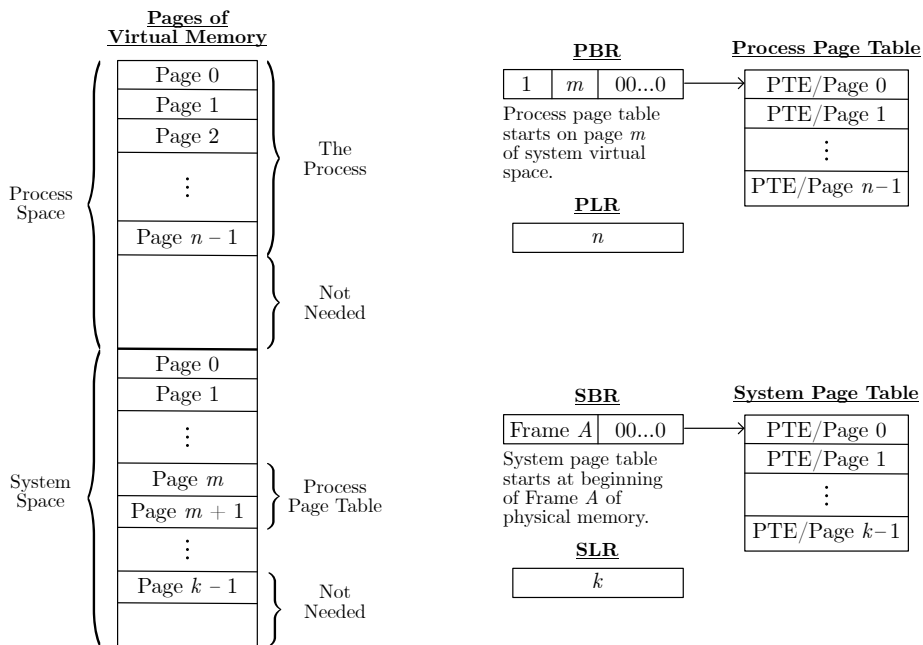 Pages of
Virtual Memory
Page 0
Page 1
Page 2
⋮
Page n – 1
The
Process
Process
Space
Not
Needed
Page 0
Page 1
⋮
Page m
Page m + 1
⋮
Page k – 1
System
Space
Process
Page Table
Not
Needed
PBR
1 m 00...0
Process page table
starts on page m
of system virtual
space.
PLR
n
Process Page Table
PTE/Page 0
PTE/Page 1
⋮
PTE/Page n–1
SBR
Frame A 00...0
System page table
starts at beginning
of Frame A of
physical memory.
SLR
k
System Page Table
PTE/Page 0
PTE/Page 1
⋮
PTE/Page k–1